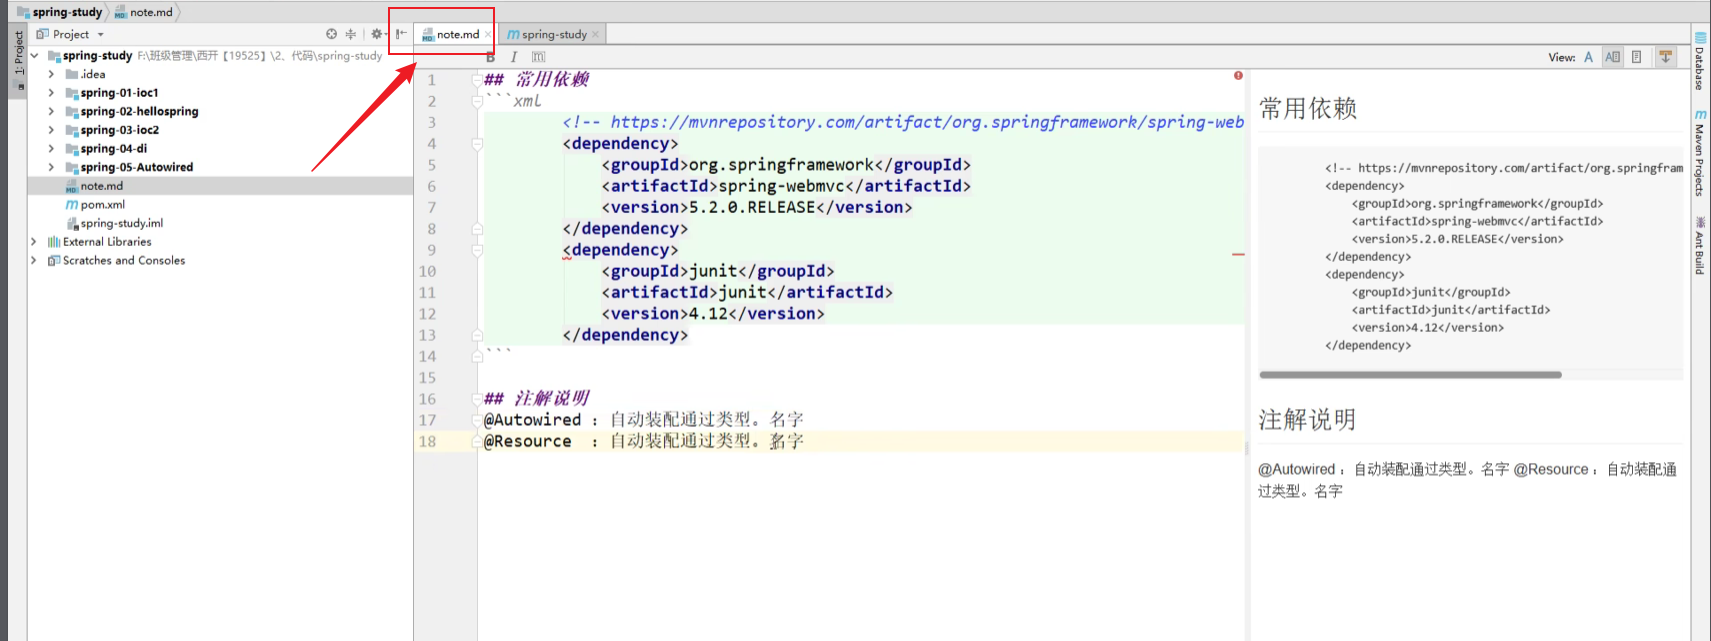 spring-study note.md
Project
note.md
spring-study
spring-study F:\班级管理\西开【19525】\2、代码\spring-study
.idea
spring-01-ioc1
spring-02-hellospring
spring-03-ioc2
spring-04-di
spring-05-Autowired
note.md
pom.xml
spring-study.iml
External Libraries
Scratches and Consoles
1: Project
B I m
View: A A
1 ## 常用依赖
2 ```xml
3 <!-- https://mvnrepository.com/artifact/org.springframework/spring-web
4 <dependency>
5 <groupId>org.springframework</groupId>
6 <artifactId>spring-webmvc</artifactId>
7 <version>5.2.0.RELEASE</version>
8 </dependency>
9 <dependency>
10 <groupId>junit</groupId>
11 <artifactId>junit</artifactId>
12 <version>4.12</version>
13 </dependency>
14 ```
15
16 ## 注解说明
17 @Autowired : 自动装配通过类型。名字
18 @Resource : 自动装配通过类型。名字
常用依赖
<!-- https://mvnrepository.com/artifact/org.springfram
<dependency>
<groupId>org.springframework</groupId>
<artifactId>spring-webmvc</artifactId>
<version>5.2.0.RELEASE</version>
</dependency>
<dependency>
<groupId>junit</groupId>
<artifactId>junit</artifactId>
<version>4.12</version>
</dependency>
注解说明
@Autowired : 自动装配通过类型。名字 @Resource : 自动装配通
过类型。名字
Database
Maven Projects
Ant Build